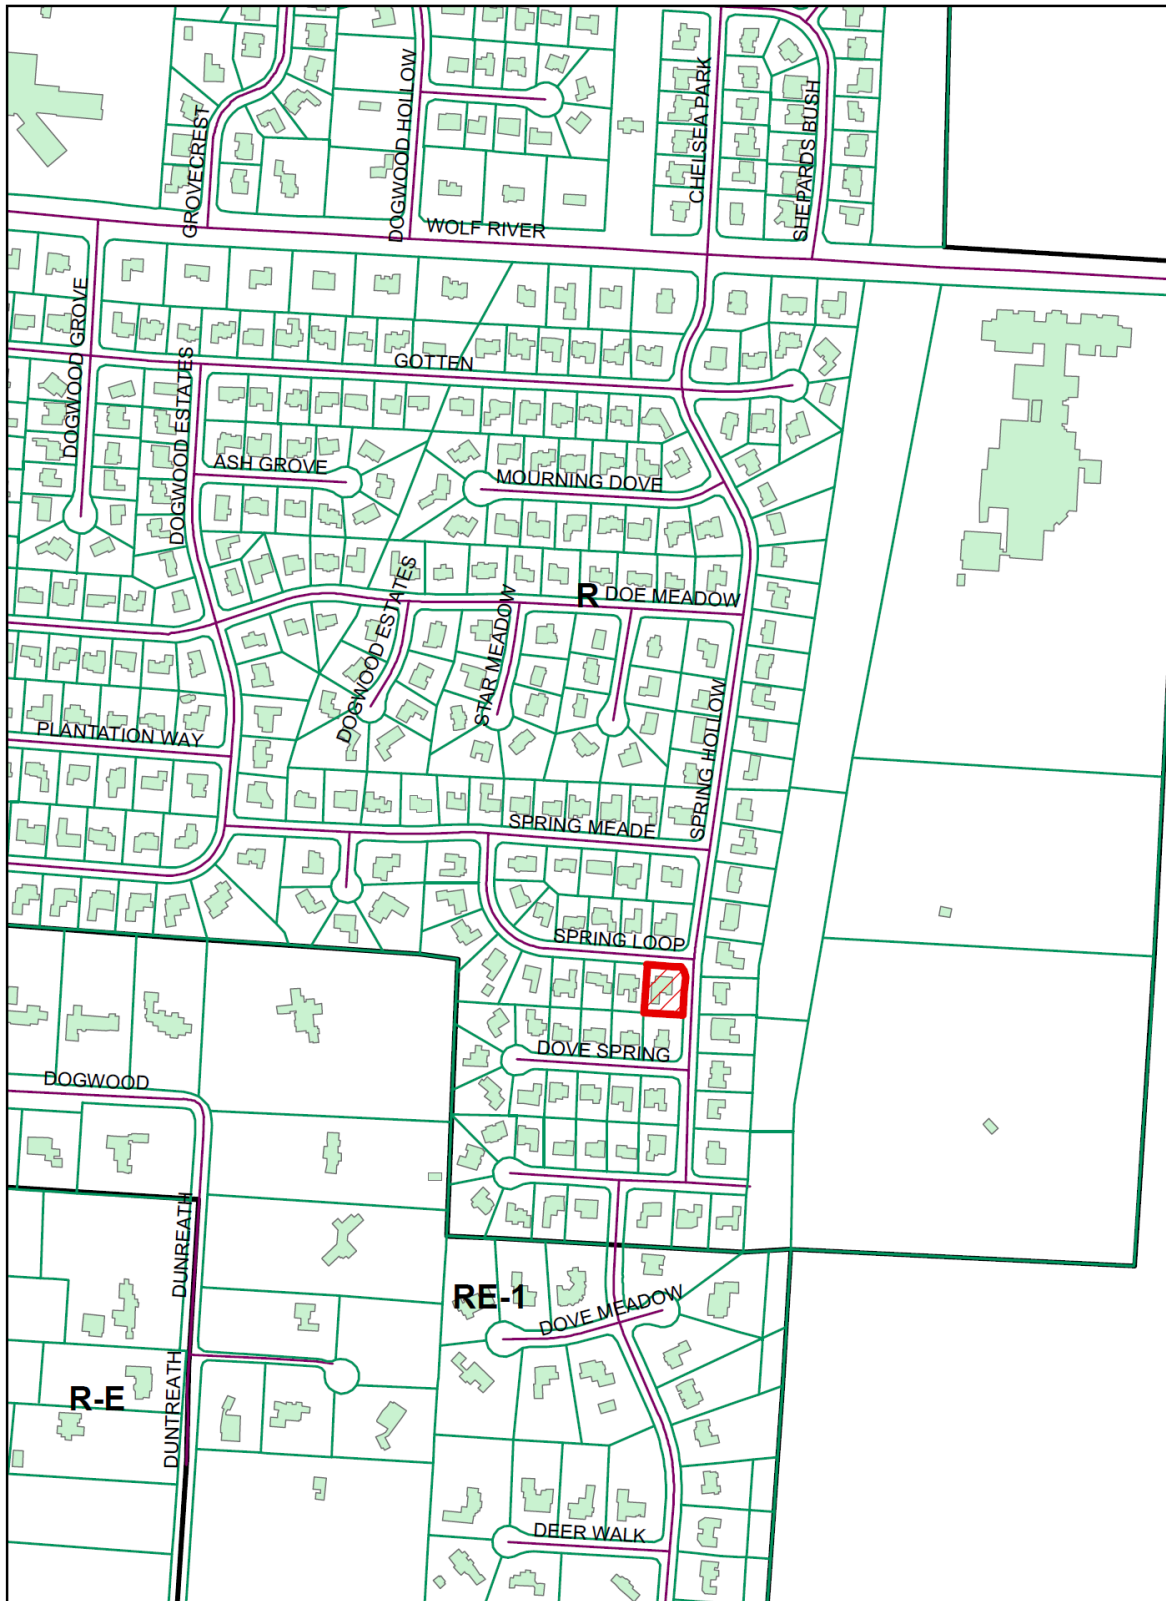 GROVECREST
DOGWOOD HOLLOW
CHELSEA PARK
SHEPARDS BUSH
WOLF RIVER
DOGWOOD GROVE
DOGWOOD ESTATES
GOTTEN
ASH GROVE
MOURNING DOVE
DOGWOOD ESTATES
STAR MEADOW
R
DOE MEADOW
SPRING HOLLOW
PLANTATION WAY
SPRING MEADE
SPRING LOOP
DOVE SPRING
DOGWOOD
DUNREATH
RE-1
DOVE MEADOW
R-E
DUNTREATH
DEER WALK